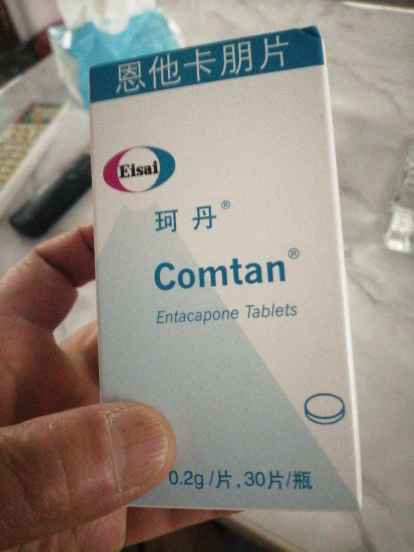 恩他卡朋片
Eisai
珂丹®
Comtan®
Entacapone Tablets
0.2g/片,30片/瓶